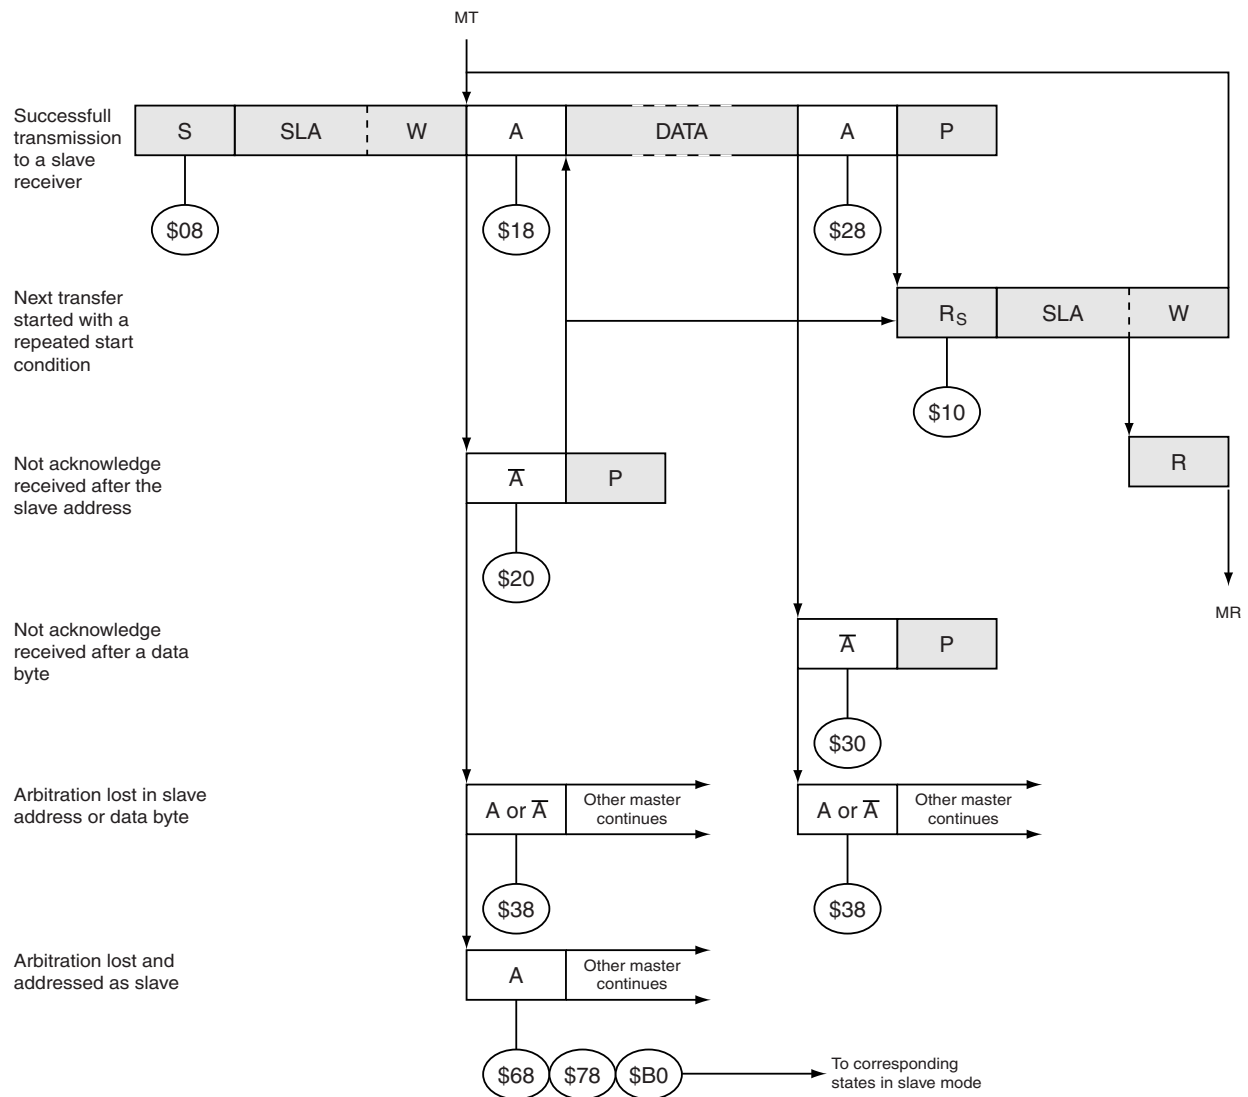 MT
Successfull
transmission
to a slave
receiver
S SLA W A DATA A P
$08 $18 $28
Next transfer
started with a
repeated start
condition
RS SLA W
$10
Not acknowledge
received after the
slave address
A̅ P
R
$20
MR
Not acknowledge
received after a data
byte
A̅ P
$30
Arbitration lost in slave
address or data byte
A or A̅
Other master
continues
A or A̅
Other master
continues
$38 $38
Arbitration lost and
addressed as slave
A
Other master
continues
$68 $78 $B0
To corresponding
states in slave mode